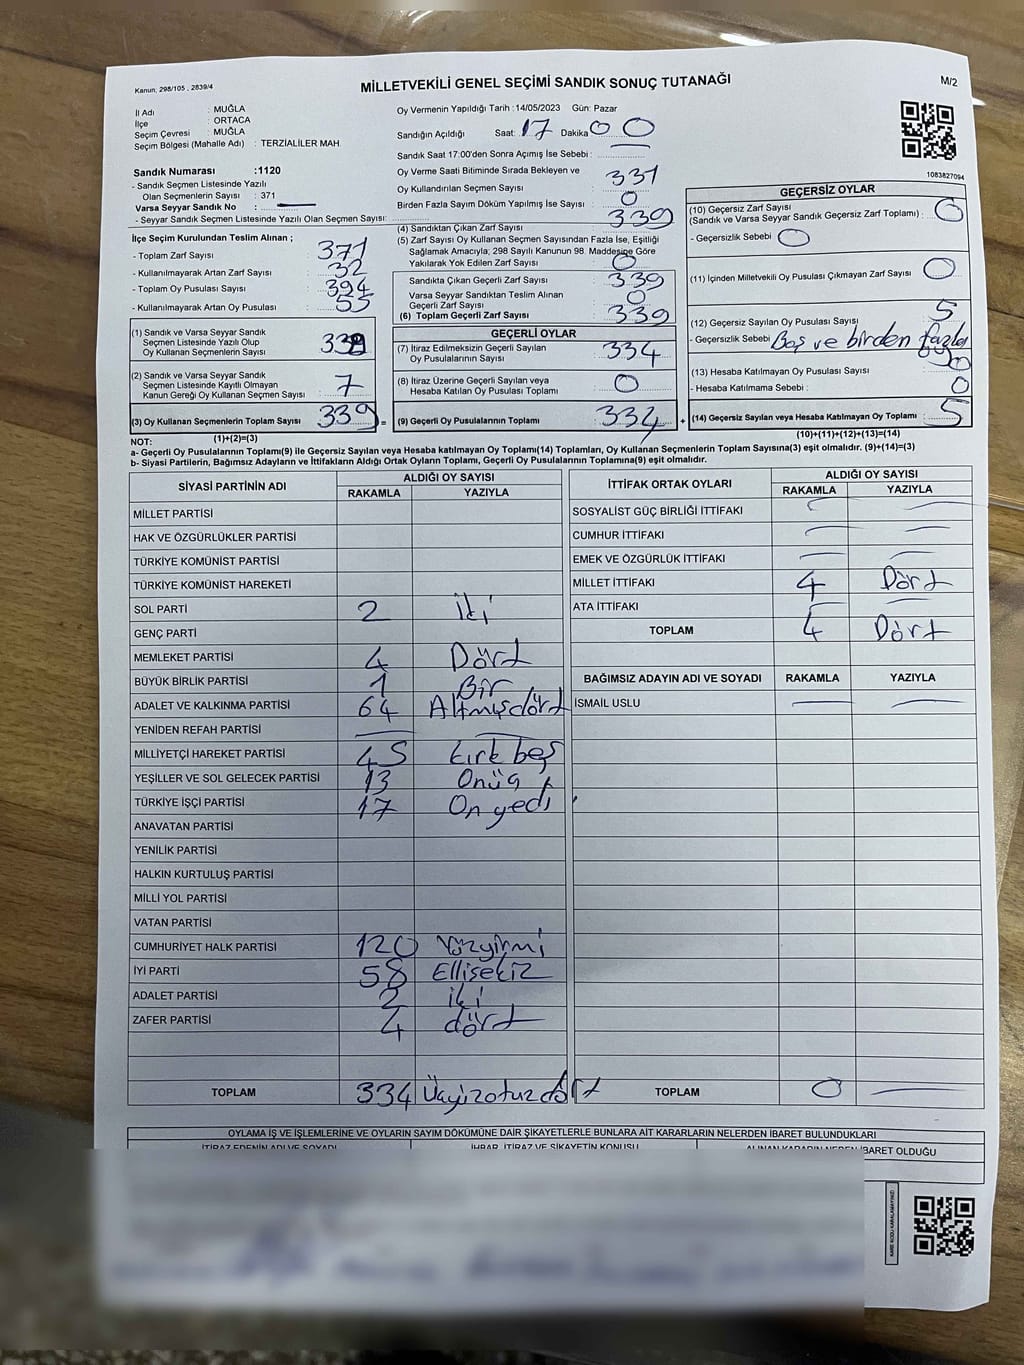 Kanun, 298/105 , 2839/4
MİLLETVEKİLİ GENEL SEÇİMİ SANDIK SONUÇ TUTANAĞI
M/2
İl Adı : MUĞLA
İlçe : ORTACA
Seçim Çevresi : MUĞLA
Seçim Bölgesi (Mahalle Adı) : TERZİALİLER MAH.
Sandık Numarası :1120
- Sandık Seçmen Listesinde Yazılı
Olan Seçmenlerin Sayısı : 371
Varsa Seyyar Sandık No :
- Seyyar Sandık Seçmen Listesinde Yazılı Olan Seçmen Sayısı:
Oy Vermenin Yapıldığı Tarih :14/05/2023 Gün: Pazar
Sandığın Açıldığı Saat: 17 Dakika 00
Sandık Saat 17:00'den Sonra Açımış İse Sebebi :
Oy Verme Saati Bitiminde Sırada Bekleyen ve
Oy Kullandırılan Seçmen Sayısı : 331
Birden Fazla Sayım Döküm Yapılmış İse Sayısı : 0
1083827094
İlçe Seçim Kurulundan Teslim Alınan ;
- Toplam Zarf Sayısı : 371
- Kullanılmayarak Artan Zarf Sayısı : 32
- Toplam Oy Pusulası Sayısı : 394
- Kullanılmayarak Artan Oy Pusulası : 55
(1) Sandık ve Varsa Seyyar Sandık
Seçmen Listesinde Yazılı Olup
Oy Kullanan Seçmenlerin Sayısı :
(2) Sandık ve Varsa Seyyar Sandık
Seçmen Listesinde Kayıtlı Olmayan
Kanun Gereği Oy Kullanan Seçmen Sayısı : 7
(3) Oy Kullanan Seçmenlerin Toplam Sayısı : 339 =
(4) Sandıktan Çıkan Zarf Sayısı : 339
(5) Zarf Sayısı Oy Kullanan Seçmen Sayısından Fazla İse, Eşitliği
Sağlamak Amacıyla; 298 Sayılı Kanunun 98. Maddesine Göre
Yakılarak Yok Edilen Zarf Sayısı : 0
Sandıkta Çıkan Geçerli Zarf Sayısı : 339
Varsa Seyyar Sandıktan Teslim Alınan
Geçerli Zarf Sayısı : 0
(6) Toplam Geçerli Zarf Sayısı : 339
GEÇERLİ OYLAR
(7) İtiraz Edilmeksizin Geçerli Sayılan
Oy Pusulalarının Sayısı : 334
(8) İtiraz Üzerine Geçerli Sayılan veya
Hesaba Katılan Oy Pusulası Toplamı : 0
(9) Geçerli Oy Pusulalarının Toplamı : 334 +
GEÇERSİZ OYLAR
(10) Geçersiz Zarf Sayısı
(Sandık ve Varsa Seyyar Sandık Geçersiz Zarf Toplamı) : 0
- Geçersizlik Sebebi : 0
(11) İçinden Milletvekili Oy Pusulası Çıkmayan Zarf Sayısı : 0
(12) Geçersiz Sayılan Oy Pusulası Sayısı : 5
- Geçersizlik Sebebi : Boş ve birden fazla
(13) Hesaba Katılmayan Oy Pusulası Sayısı : 0
- Hesaba Katılmama Sebebi : 0
(14) Geçersiz Sayılan veya Hesaba Katılmayan Oy Toplamı : 5
(1)+(2)=(3)
(10)+(11)+(12)+(13)=(14)
NOT:
a- Geçerli Oy Pusulalarının Toplamı(9) ile Geçersiz Sayılan veya Hesaba katılmayan Oy Toplamı(14) Toplamları, Oy Kullanan Seçmenlerin Toplam Sayısına(3) eşit olmalıdır. (9)+(14)=(3)
b- Siyasi Partilerin, Bağımsız Adayların ve İttifakların Aldığı Ortak Oyların Toplamı, Geçerli Oy Pusulalarının Toplamına(9) eşit olmalıdır.
SİYASİ PARTİNİN ADI ALDIĞI OY SAYISI
RAKAMLA YAZIYLA
MİLLET PARTİSİ
HAK VE ÖZGÜRLÜKLER PARTİSİ
TÜRKİYE KOMÜNİST PARTİSİ
TÜRKİYE KOMÜNİST HAREKETİ
SOL PARTİ 2 iki
GENÇ PARTİ
MEMLEKET PARTİSİ 4 Dört
BÜYÜK BİRLİK PARTİSİ 1 Bir
ADALET VE KALKINMA PARTİSİ 64 Altmışdört
YENİDEN REFAH PARTİSİ
MİLLİYETÇİ HAREKET PARTİSİ 45 kırk beş
YEŞİLLER VE SOL GELECEK PARTİSİ 13 Onüç
TÜRKİYE İŞÇİ PARTİSİ 17 On yedi
ANAVATAN PARTİSİ
YENİLİK PARTİSİ
HALKIN KURTULUŞ PARTİSİ
MİLLİ YOL PARTİSİ
VATAN PARTİSİ
CUMHURİYET HALK PARTİSİ 120 Yüzyirmi
İYİ PARTİ 58 Ellisekiz
ADALET PARTİSİ 2 iki
ZAFER PARTİSİ 4 dört
TOPLAM 334 Üçyüzotuzdört
İTTİFAK ORTAK OYLARI ALDIĞI OY SAYISI
RAKAMLA YAZIYLA
SOSYALİST GÜÇ BİRLİĞİ İTTİFAKI
CUMHUR İTTİFAKI
EMEK VE ÖZGÜRLÜK İTTİFAKI
MİLLET İTTİFAKI 4 Dört
ATA İTTİFAKI
TOPLAM 4 Dört
BAĞIMSIZ ADAYIN ADI VE SOYADI RAKAMLA YAZIYLA
İSMAİL USLU
TOPLAM 0
OYLAMA İŞ VE İŞLEMLERİNE VE OYLARIN SAYIM DÖKÜMÜNE DAİR ŞİKAYETLERLE BUNLARA AİT KARARLARIN NELERDEN İBARET BULUNDUKLARI
İTİRAZ EDENİN ADI VE SOYADI İHBAR, İTİRAZ VE ŞİKAYETİN KONUSU ALINAN KARARIN NEDEN İBARET OLDUĞU
KARE KODU KARALAMAYINIZ!